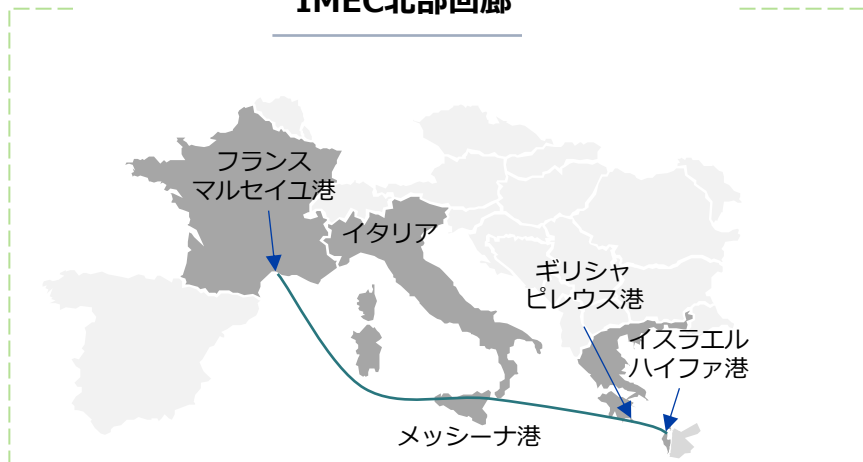 IMEC北部回廊
フランス
マルセイユ港
イタリア
ギリシャ
ピレウス港
イスラエル
ハイファ港
メッシーナ港